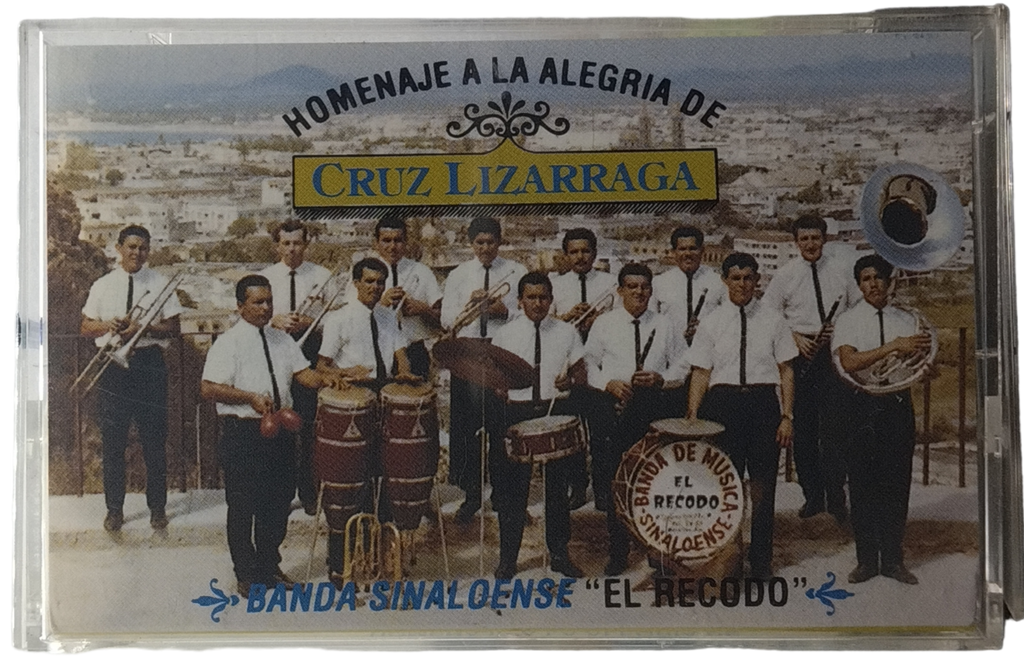 HOMENAJE A LA ALEGRIA DE
CRUZ LIZARRAGA
BANDA DE MUSICA
EL
RECODO
SINALOENSE
BANDA SINALOENSE "EL RECODO"